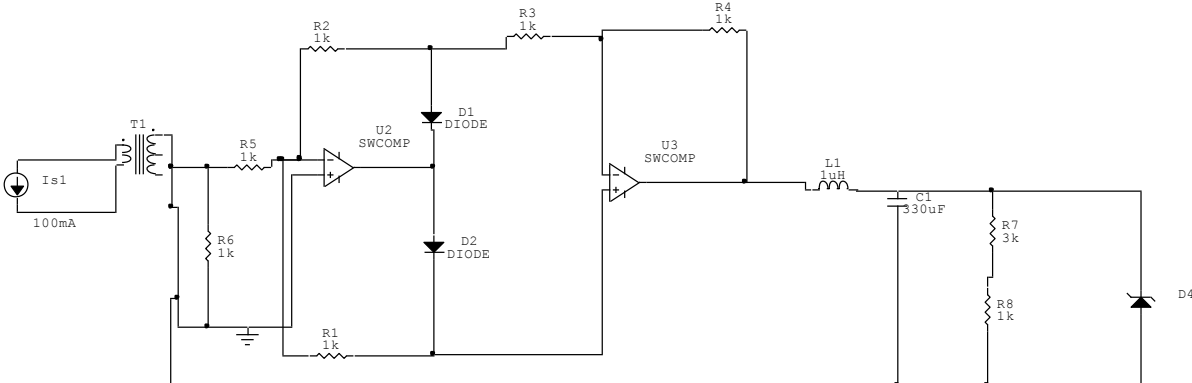 R2
1k
R3
1k
R4
1k
T1
D1
DIODE
U2
SWCOMP
R5
1k
U3
SWCOMP
L1
1uH
Is1
100mA
C1
330uF
R7
3k
R6
1k
D2
DIODE
D4
R8
1k
R1
1k